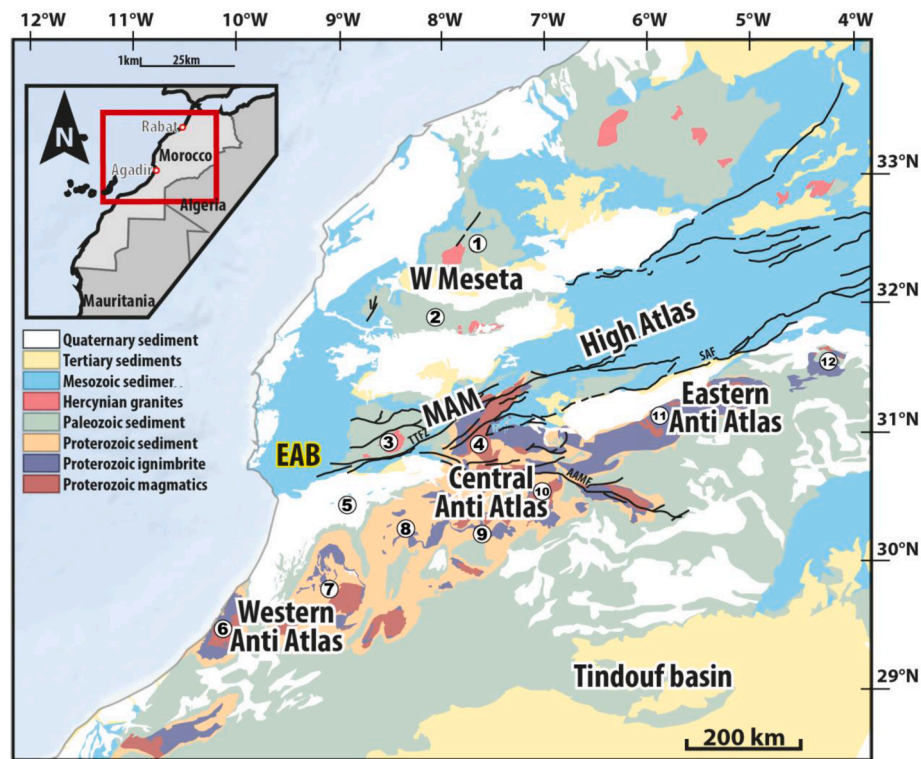 12°W 11°W 10°W 9°W 8°W 7°W 6°W 5°W 4°W
1km 25km
N
Rabat
Morocco
Agadir
Algeria
Mauritania
33°N
32°N
31°N
30°N
29°N
Quaternary sediment
Tertiary sediments
Mesozoic sedimer
Hercynian granites
Paleozoic sediment
Proterozoic sediment
Proterozoic ignimbrite
Proterozoic magmatics
1
W Meseta
2
High Atlas
SAF
12
MAM
Eastern
Anti Atlas
11
3
TTFZ
4
EAB
Central
Anti Atlas
10
AAMF
5
8
9
7
Western
Anti Atlas
6
Tindouf basin
200 km